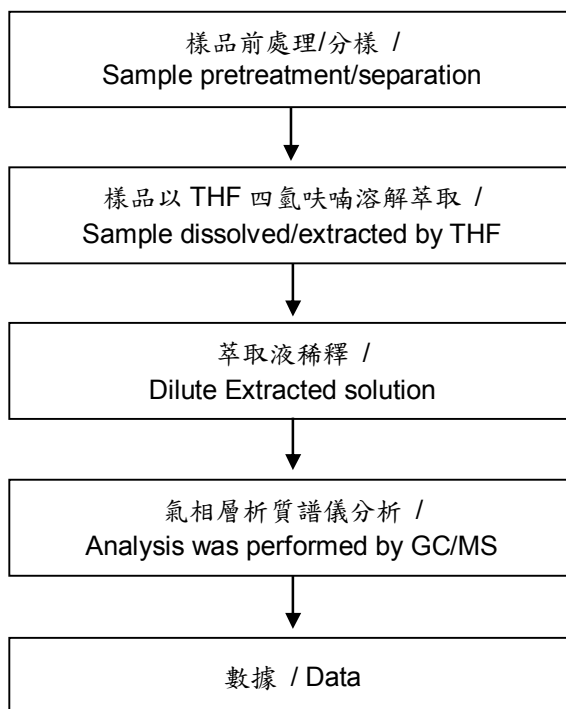 樣品前處理/分樣 /
Sample pretreatment/separation
樣品以 THF 四氫呋喃溶解萃取 /
Sample dissolved/extracted by THF
萃取液稀釋 /
Dilute Extracted solution
氣相層析質譜儀分析 /
Analysis was performed by GC/MS
數據 / Data